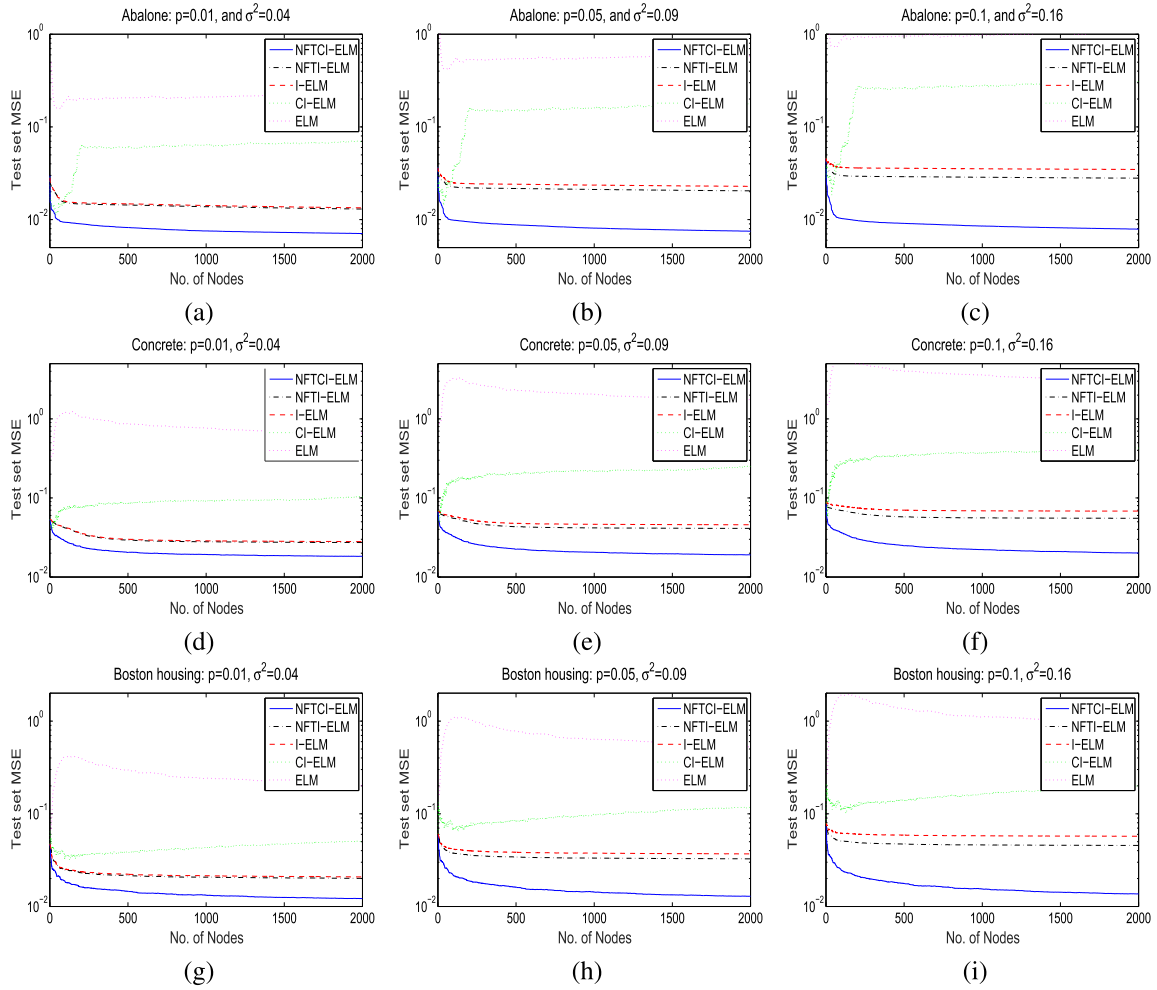 Abalone: p=0.01, and σ²=0.04
10⁰
10⁻¹
10⁻²
Test set MSE
NFTCI-ELM
NFTI-ELM
I-ELM
CI-ELM
ELM
0 500 1000 1500 2000
No. of Nodes
(a)
Abalone: p=0.05, and σ²=0.09
10⁰
10⁻¹
10⁻²
Test set MSE
NFTCI-ELM
NFTI-ELM
I-ELM
CI-ELM
ELM
0 500 1000 1500 2000
No. of Nodes
(b)
Abalone: p=0.1, and σ²=0.16
10⁰
10⁻¹
10⁻²
Test set MSE
NFTCI-ELM
NFTI-ELM
I-ELM
CI-ELM
ELM
0 500 1000 1500 2000
No. of Nodes
(c)
Concrete: p=0.01, σ²=0.04
10⁰
10⁻¹
10⁻²
Test set MSE
NFTCI-ELM
NFTI-ELM
I-ELM
CI-ELM
ELM
0 500 1000 1500 2000
No. of Nodes
(d)
Concrete: p=0.05, σ²=0.09
10⁰
10⁻¹
10⁻²
Test set MSE
NFTCI-ELM
NFTI-ELM
I-ELM
CI-ELM
ELM
0 500 1000 1500 2000
No. of Nodes
(e)
Concrete: p=0.1, σ²=0.16
10⁰
10⁻¹
10⁻²
Test set MSE
NFTCI-ELM
NFTI-ELM
I-ELM
CI-ELM
ELM
0 500 1000 1500 2000
No. of Nodes
(f)
Boston housing: p=0.01, σ²=0.04
10⁰
10⁻¹
10⁻²
Test set MSE
NFTCI-ELM
NFTI-ELM
I-ELM
CI-ELM
ELM
0 500 1000 1500 2000
No. of Nodes
(g)
Boston housing: p=0.05, σ²=0.09
10⁰
10⁻¹
10⁻²
Test set MSE
NFTCI-ELM
NFTI-ELM
I-ELM
CI-ELM
ELM
0 500 1000 1500 2000
No. of Nodes
(h)
Boston housing: p=0.1, σ²=0.16
10⁰
10⁻¹
10⁻²
Test set MSE
NFTCI-ELM
NFTI-ELM
I-ELM
CI-ELM
ELM
0 500 1000 1500 2000
No. of Nodes
(i)